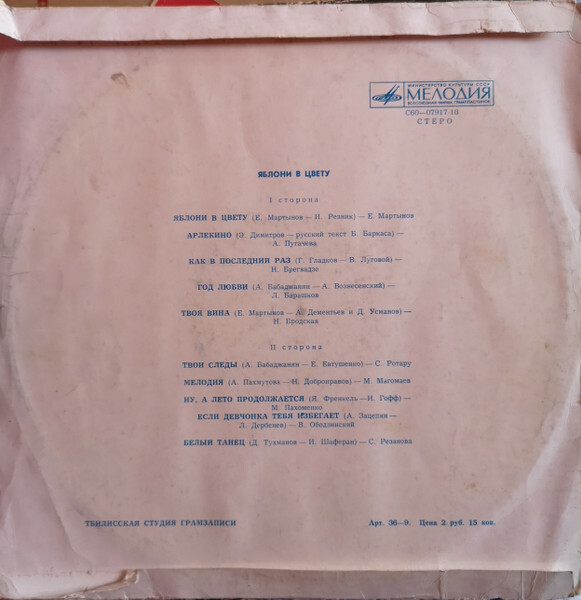 МИНИСТЕРСТВО КУЛЬТУРЫ СССР
МЕЛОДИЯ
ВСЕСОЮЗНАЯ ФИРМА ГРАМПЛАСТИНОК
С60—07917-18
СТЕРО
ЯБЛОНИ В ЦВЕТУ
I сторона
ЯБЛОНИ В ЦВЕТУ (Е. Мартынов — И. Резник) — Е. Мартынов
АРЛЕКИНО (Э. Димитров — русский текст Б. Баркаса) —
А. Пугачева
КАК В ПОСЛЕДНИЙ РАЗ (Г. Гладков — В. Луговой) —
Н. Брегвадзе
ГОД ЛЮБВИ (А. Бабаджанян — А. Вознесенский) —
Л. Барашков
ТВОЯ ВИНА (Е. Мартынов — А. Дементьев и Д. Усманов) —
Н. Бродская
II сторона
ТВОИ СЛЕДЫ (А. Бабаджанян — Е. Евтушенко) — С. Ротару
МЕЛОДИЯ (А. Пахмутова — Н. Добронравов) — М. Магомаев
НУ, А ЛЕТО ПРОДОЛЖАЕТСЯ (Я. Френкель — И. Гофф) —
М. Пахоменко
ЕСЛИ ДЕВЧОНКА ТЕБЯ ИЗБЕГАЕТ (А. Зацепин —
Л. Дербенев) — В. Ободзинский
БЕЛЫЙ ТАНЕЦ (Д. Тухманов — И. Шаферан) — С. Резанова
ТБИЛИССКАЯ СТУДИЯ ГРАМЗАПИСИ
Арт. 36—9. Цена 2 руб. 15 коп.